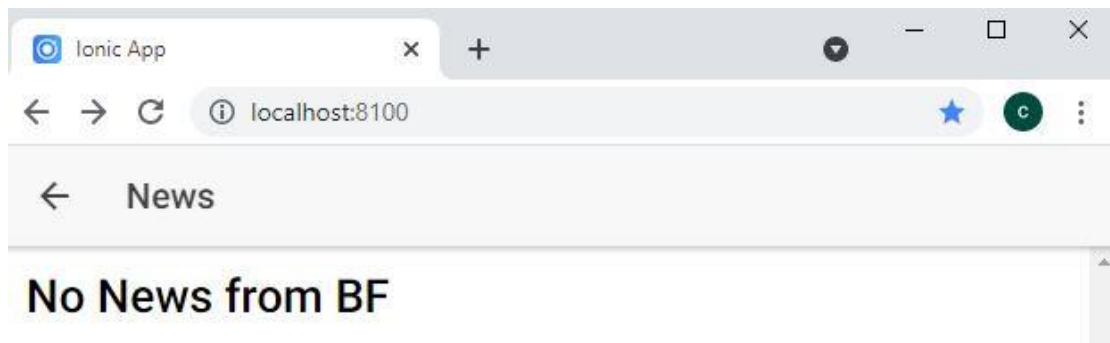 Ionic App
localhost:8100
C
News
No News from BF